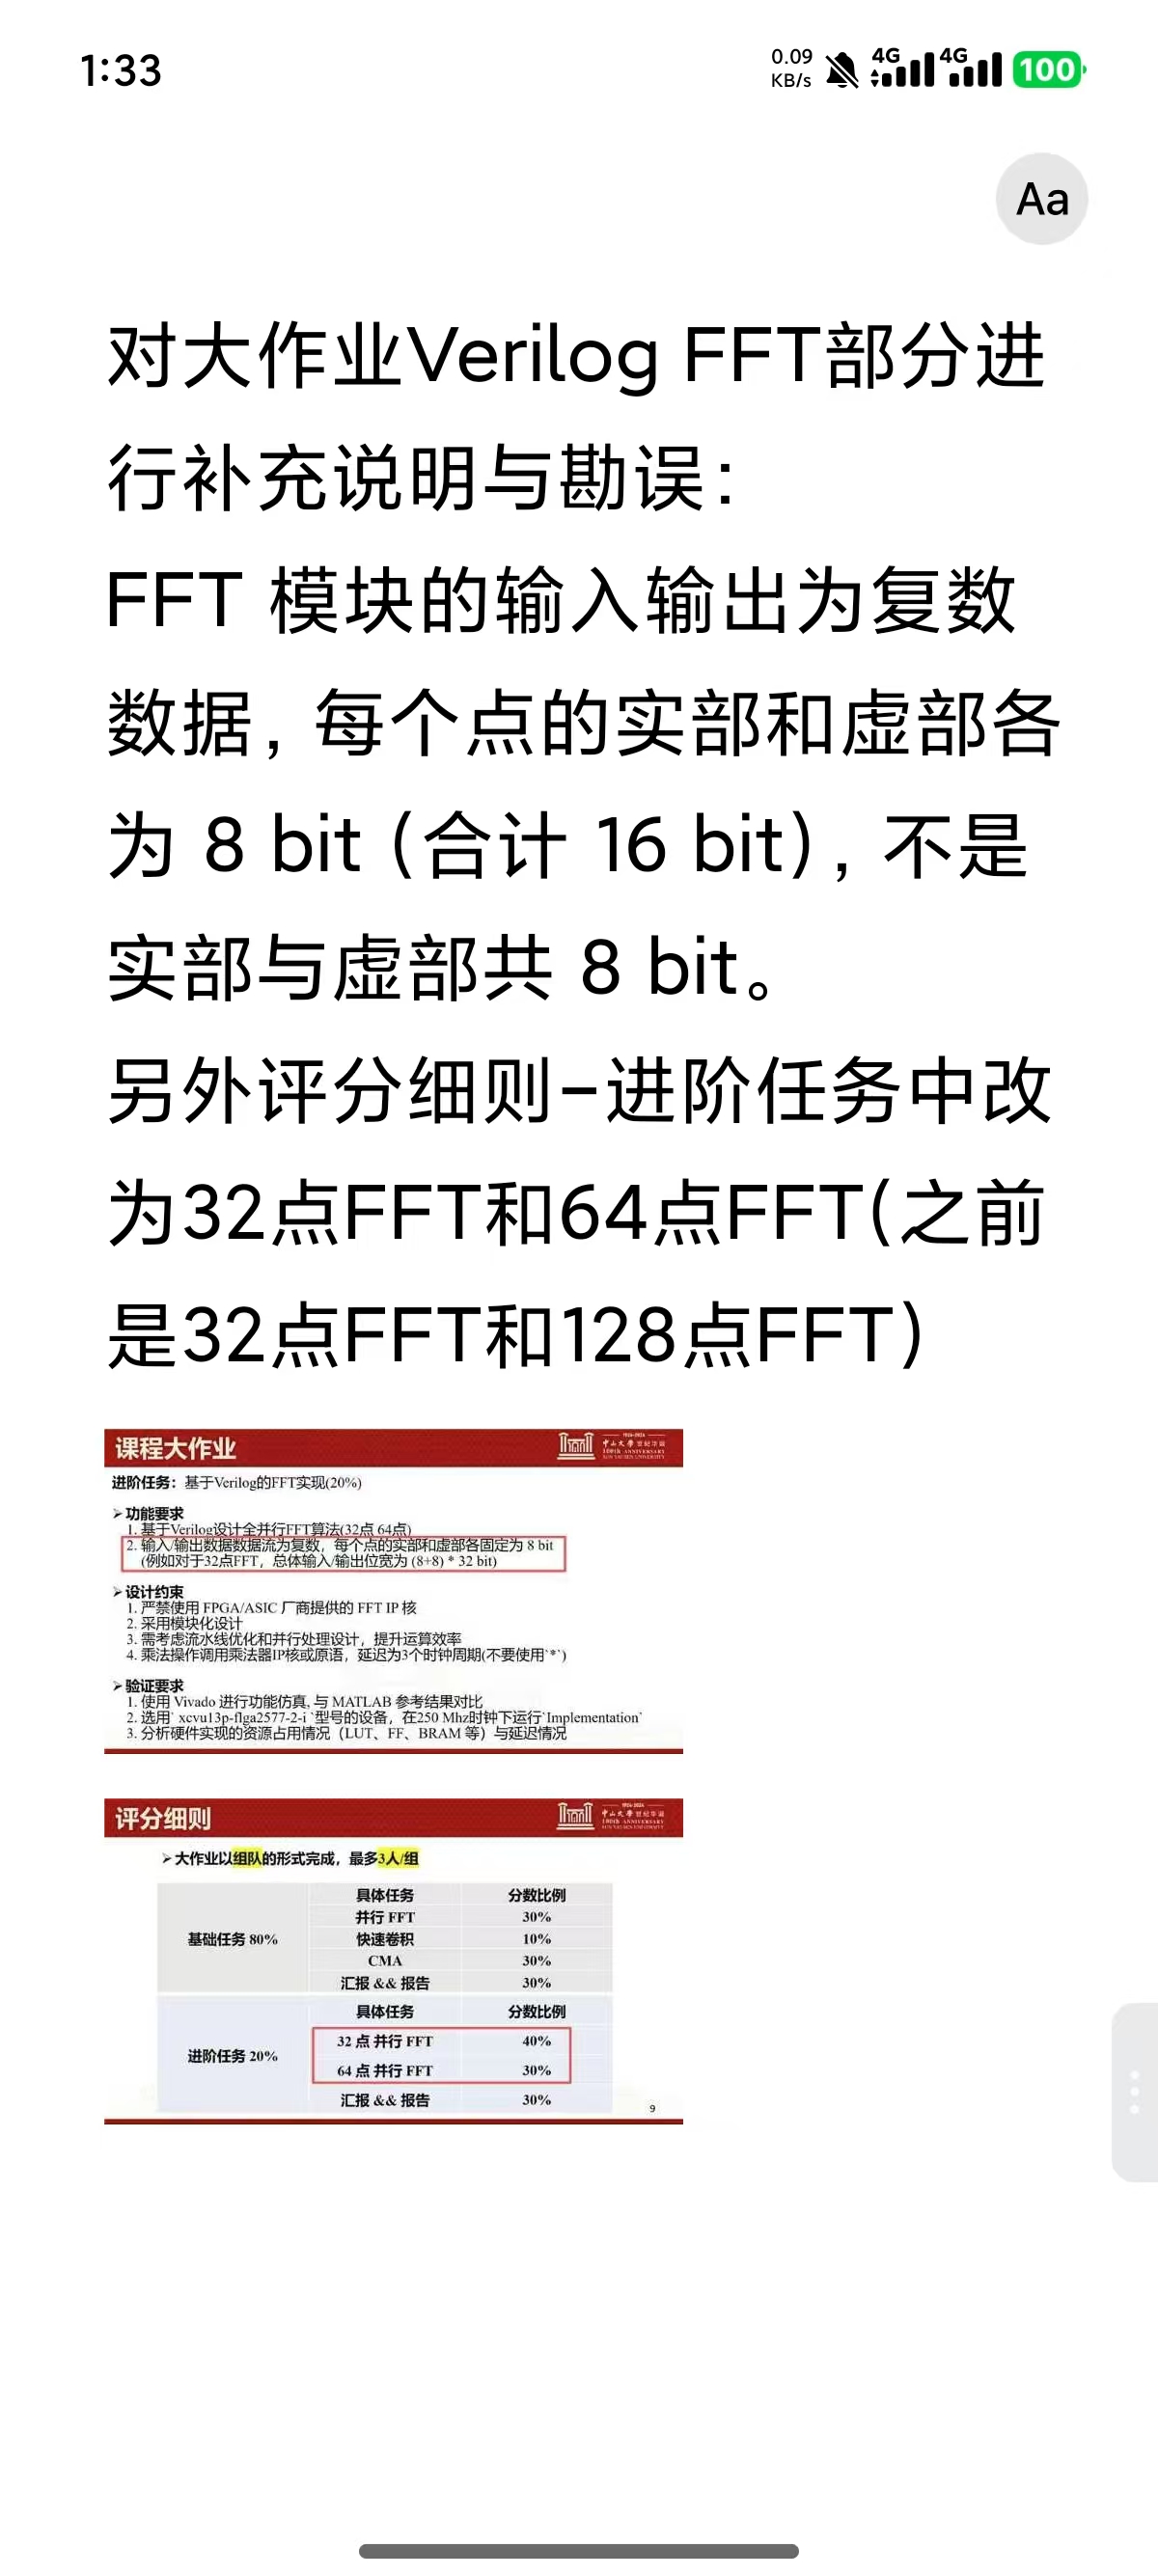 1:33
0.09
KB/s
4G
4G
100
Aa
对大作业Verilog FFT部分进
行补充说明与勘误：
FFT 模块的输入输出为复数
数据，每个点的实部和虚部各
为 8 bit（合计 16 bit），不是
实部与虚部共 8 bit。
另外评分细则-进阶任务中改
为32点FFT和64点FFT(之前
是32点FFT和128点FFT）
课程大作业
中山大学 世纪华诞
进阶任务：基于Verilog的FFT实现(20%)
➢ 功能要求
1. 基于Verilog设计全并行FFT算法(32点 64点)
2. 输入/输出数据数据流为复数，每个点的实部和虚部各固定为 8 bit
(例如对于32点FFT，总体输入/输出位宽为 (8+8) * 32 bit)
➢ 设计约束
1. 严禁使用 FPGA/ASIC 厂商提供的 FFT IP 核
2. 采用模块化设计
3. 需考虑流水线优化和并行处理设计，提升运算效率
4. 乘法操作调用乘法器IP核或原语，延迟为3个时钟周期(不要使用`*`)
➢ 验证要求
1. 使用 Vivado 进行功能仿真, 与 MATLAB 参考结果对比
2. 选用` xcvu13p-flga2577-2-i `型号的设备，在250 Mhz时钟下运行`Implementation`
3. 分析硬件实现的资源占用情况（LUT、FF、BRAM 等）与延迟情况
评分细则
中山大学 世纪华诞
➢ 大作业以组队的形式完成，最多3人/组
具体任务 分数比例
并行 FFT 30%
基础任务 80% 快速卷积 10%
CMA 30%
汇报 && 报告 30%
具体任务 分数比例
32 点 并行 FFT 40%
进阶任务 20%
64 点 并行 FFT 30%
汇报 && 报告 30%
9